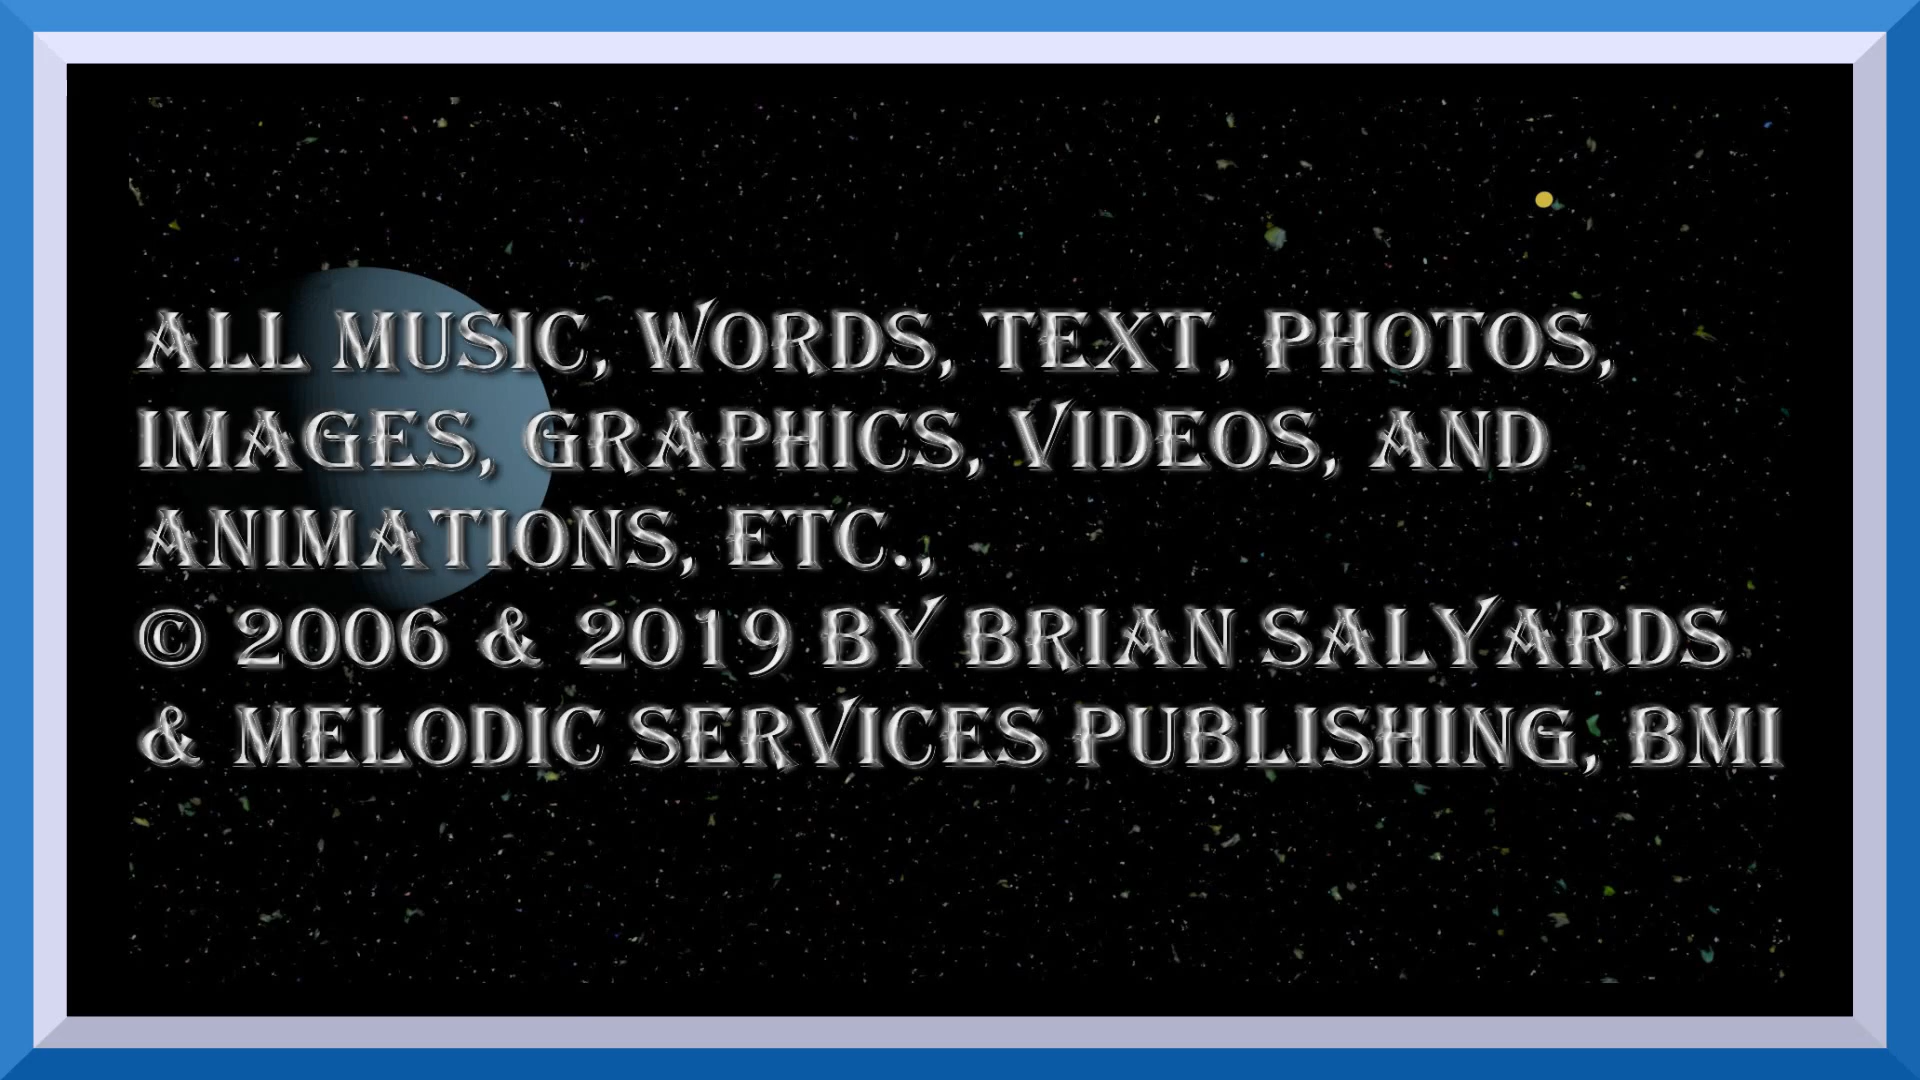 ALL MUSIC, WORDS, TEXT, PHOTOS,
IMAGES, GRAPHICS, VIDEOS, AND
ANIMATIONS, ETC.,
© 2006 & 2019 BY BRIAN SALYARDS
& MELODIC SERVICES PUBLISHING, BMI